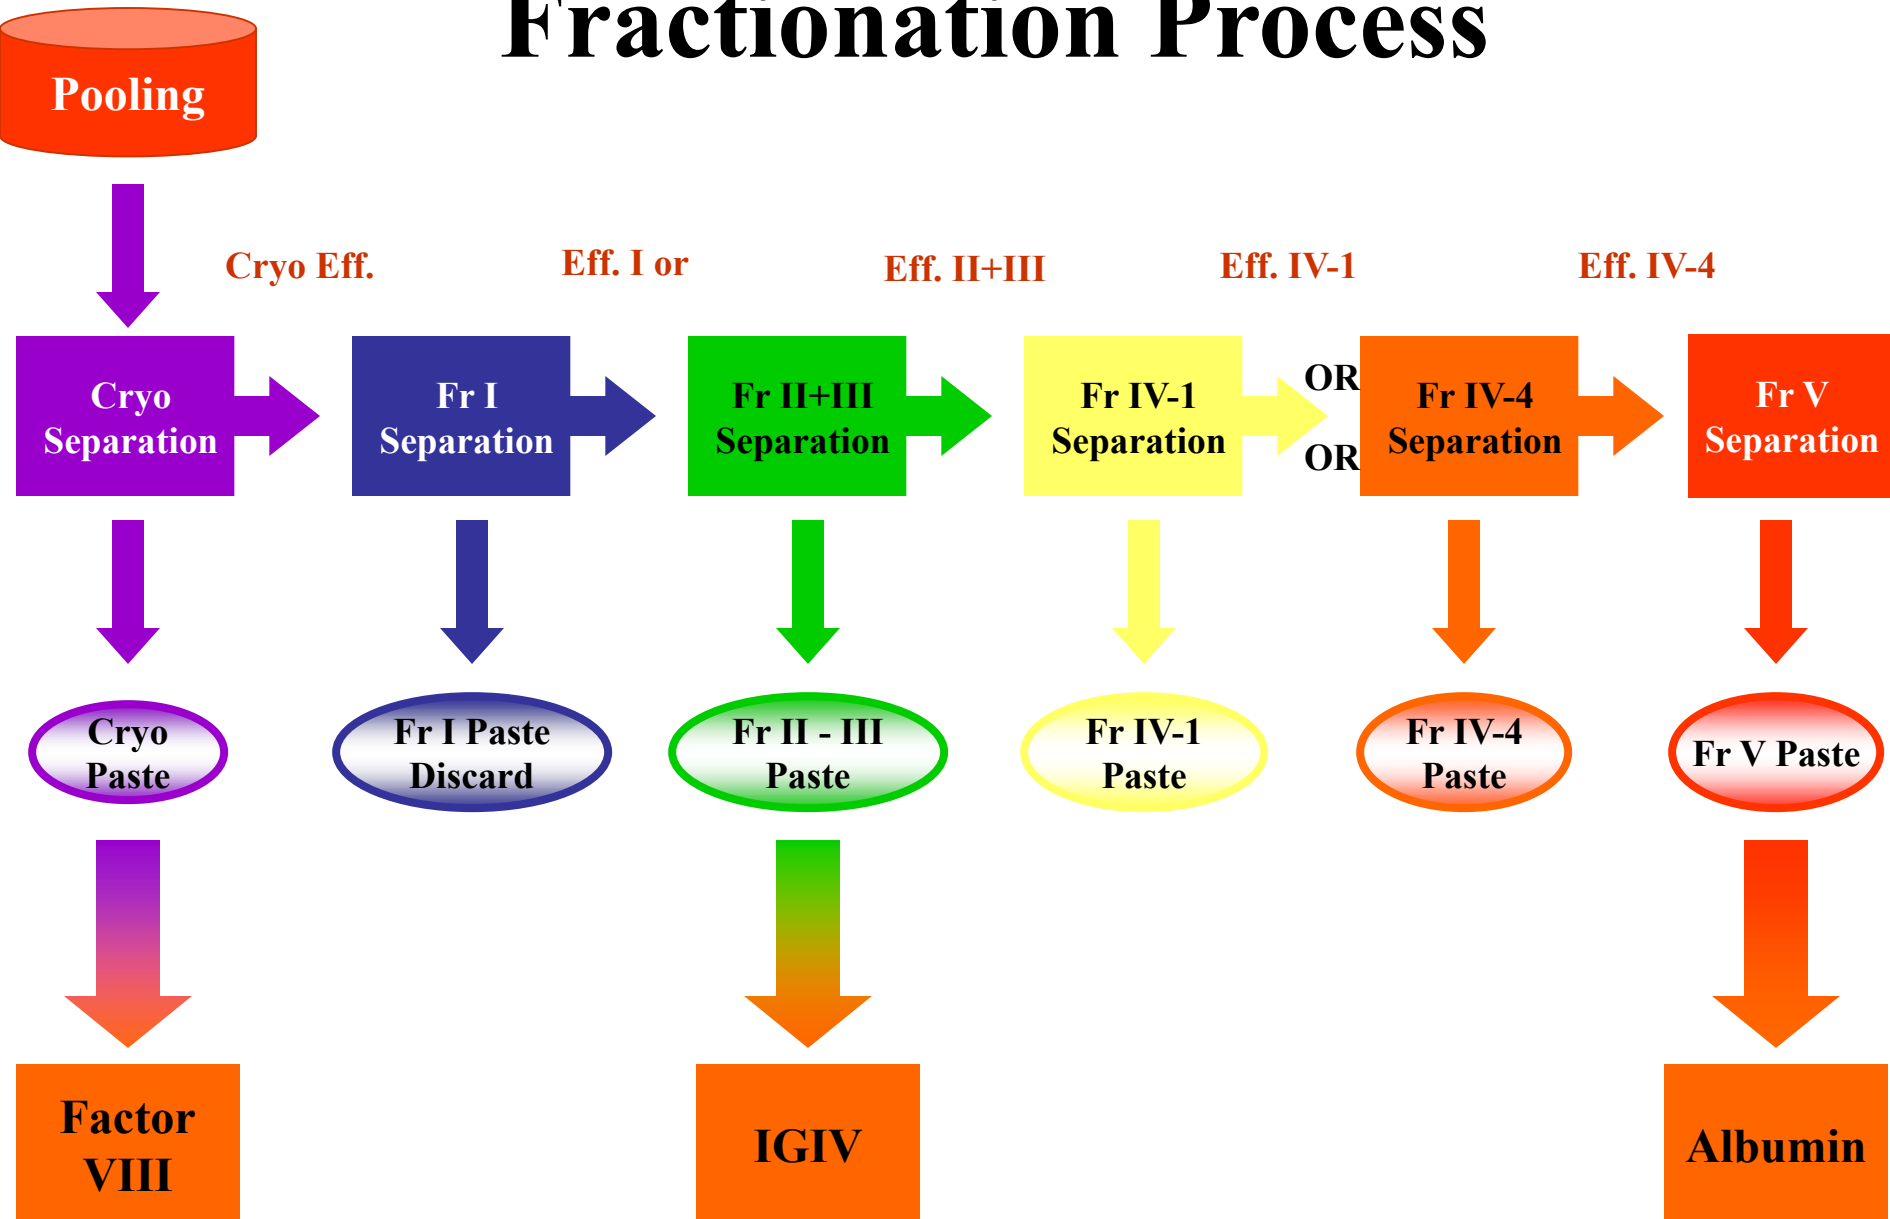 Fractionation Process
Pooling
Cryo Eff.
Eff. I or
Eff. II+III
Eff. IV-1
Eff. IV-4
Cryo
Separation
Fr I
Separation
Fr II+III
Separation
Fr IV-1
Separation
OR
OR
Fr IV-4
Separation
Fr V
Separation
Cryo
Paste
Fr I Paste
Discard
Fr II - III
Paste
Fr IV-1
Paste
Fr IV-4
Paste
Fr V Paste
Factor
VIII
IGIV
Albumin